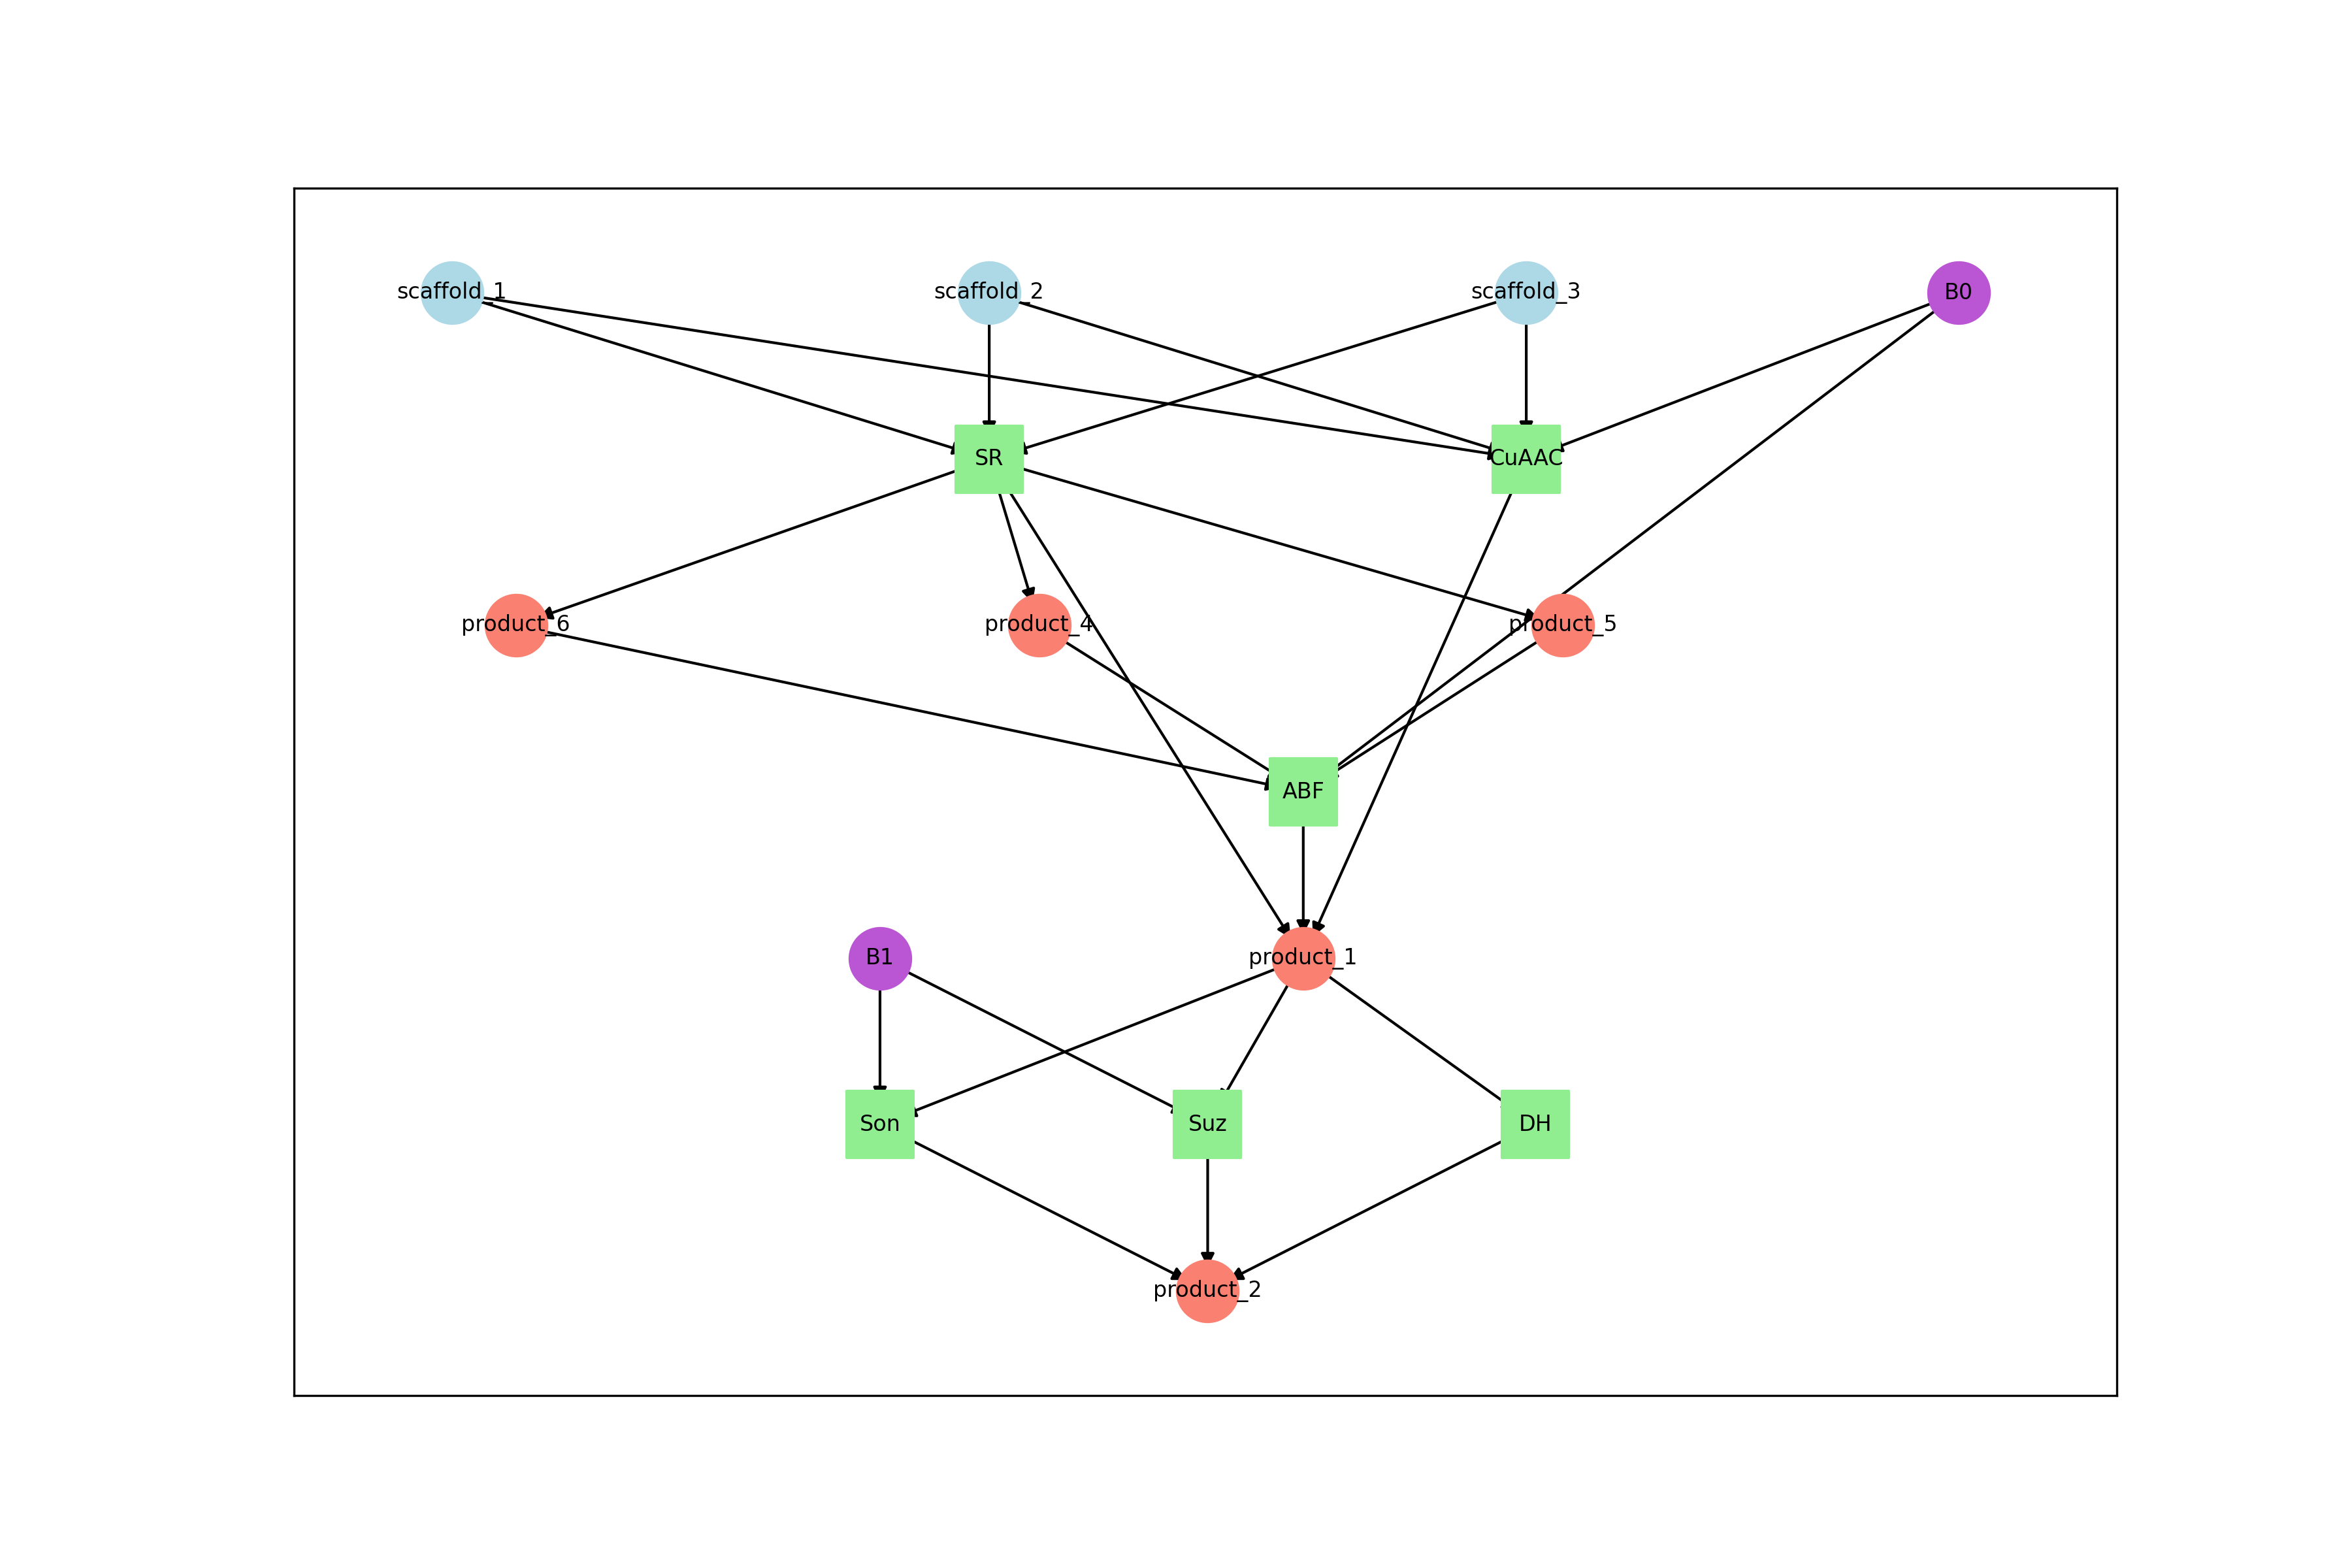 scaffold_1
scaffold_2
scaffold_3
B0
SR
CuAAC
product_6
product_4
product_5
ABF
B1
product_1
Son
Suz
DH
product_2